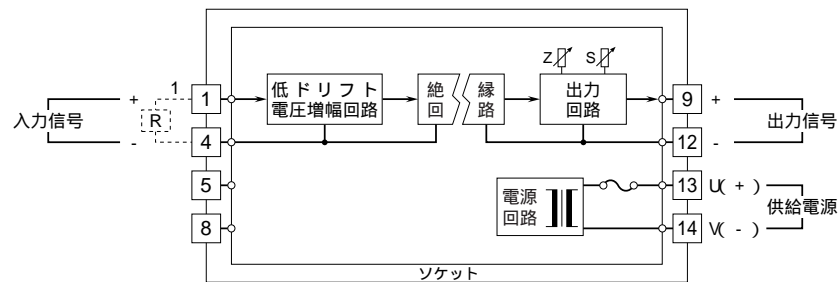 Z
S
1
1
低ドリフト
電圧増幅回路
絶縁
回路
出力
回路
9
+
+
入力信号
R
-
4
12
-
出力信号
5
電源
回路
13
U( + )
供給電源
8
14
V( - )
ソケット